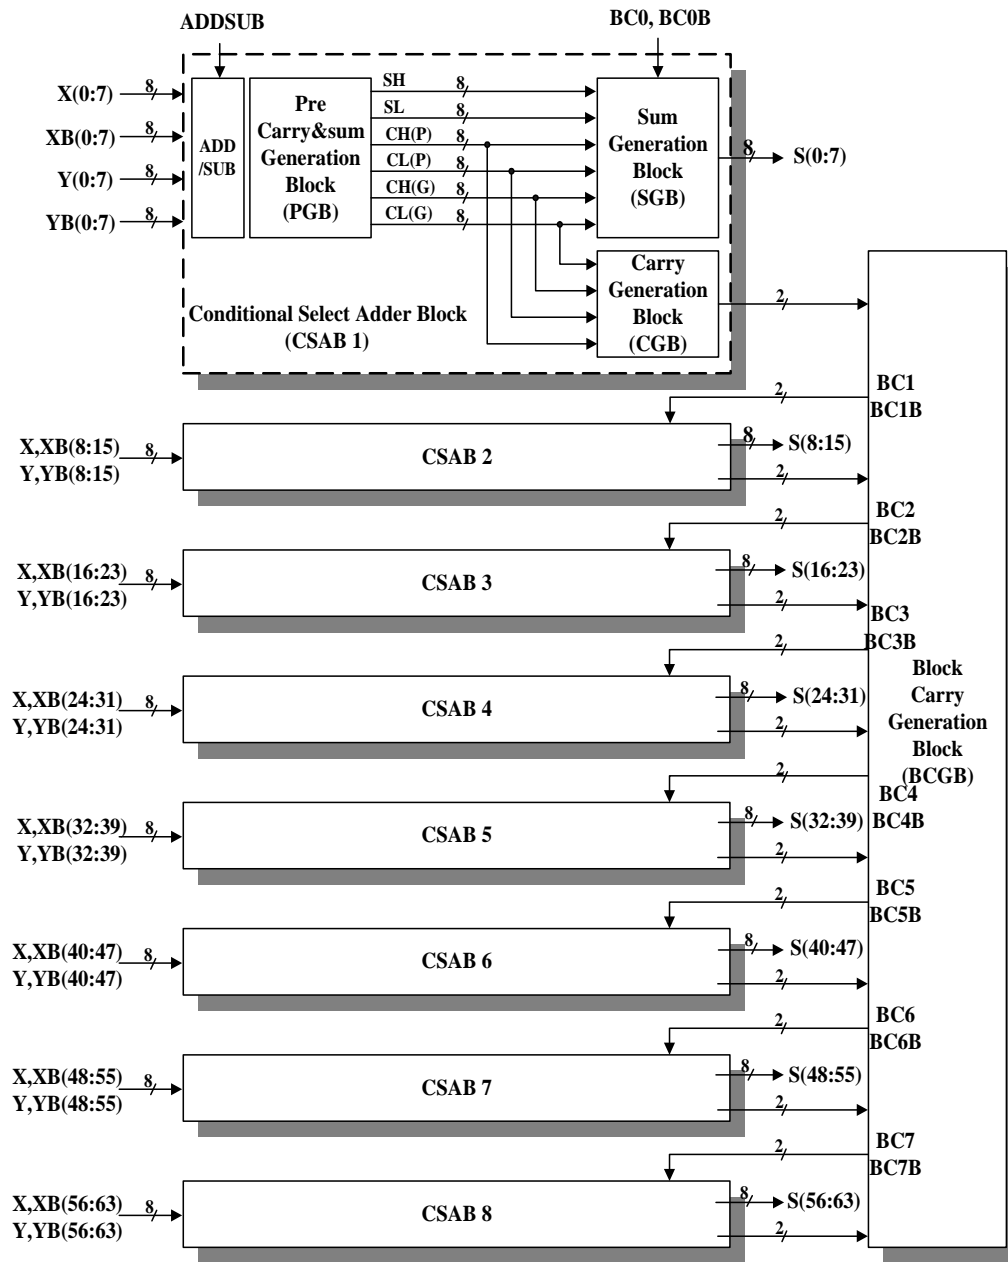 ADDSUB
BC0, BC0B
X(0:7)
8
XB(0:7)
8
Y(0:7)
8
YB(0:7)
8
ADD
/SUB
Pre
Carry&sum
Generation
Block
(PGB)
SH
8
SL
8
CH(P)
8
CL(P)
8
CH(G)
8
CL(G)
8
Sum
Generation
Block
(SGB)
8
S(0:7)
Carry
Generation
Block
(CGB)
2
Conditional Select Adder Block
(CSAB 1)
2
BC1
BC1B
X,XB(8:15)
Y,YB(8:15)
8
CSAB 2
8
S(8:15)
2
2
BC2
BC2B
X,XB(16:23)
Y,YB(16:23)
8
CSAB 3
8
S(16:23)
2
2
BC3
BC3B
X,XB(24:31)
Y,YB(24:31)
8
CSAB 4
8
S(24:31)
2
Block
Carry
Generation
Block
(BCGB)
2
BC4
BC4B
X,XB(32:39)
Y,YB(32:39)
8
CSAB 5
8
S(32:39)
2
2
BC5
BC5B
X,XB(40:47)
Y,YB(40:47)
8
CSAB 6
8
S(40:47)
2
2
BC6
BC6B
X,XB(48:55)
Y,YB(48:55)
8
CSAB 7
8
S(48:55)
2
2
BC7
BC7B
X,XB(56:63)
Y,YB(56:63)
8
CSAB 8
8
S(56:63)
2